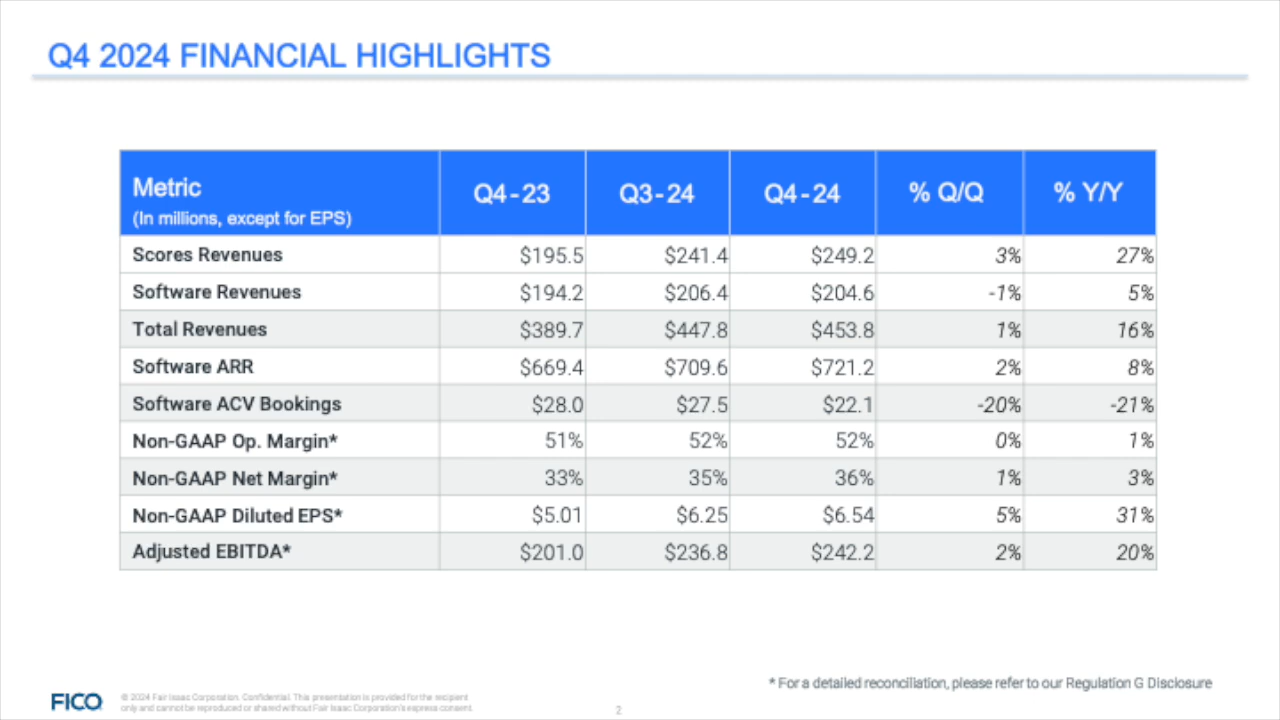 Q4 2024 FINANCIAL HIGHLIGHTS
Metric
(In millions, except for EPS) Q4-23 Q3-24 Q4-24 % Q/Q % Y/Y
Scores Revenues $195.5 $241.4 $249.2 3% 27%
Software Revenues $194.2 $206.4 $204.6 -1% 5%
Total Revenues $389.7 $447.8 $453.8 1% 16%
Software ARR $669.4 $709.6 $721.2 2% 8%
Software ACV Bookings $28.0 $27.5 $22.1 -20% -21%
Non-GAAP Op. Margin* 51% 52% 52% 0% 1%
Non-GAAP Net Margin* 33% 35% 36% 1% 3%
Non-GAAP Diluted EPS* $5.01 $6.25 $6.54 5% 31%
Adjusted EBITDA* $201.0 $236.8 $242.2 2% 20%
* For a detailed reconciliation, please refer to our Regulation G Disclosure
FICO
© 2024 Fair Isaac Corporation. Confidential. This presentation is provided for the recipient
only and cannot be reproduced or shared without Fair Isaac Corporation's express consent.
2